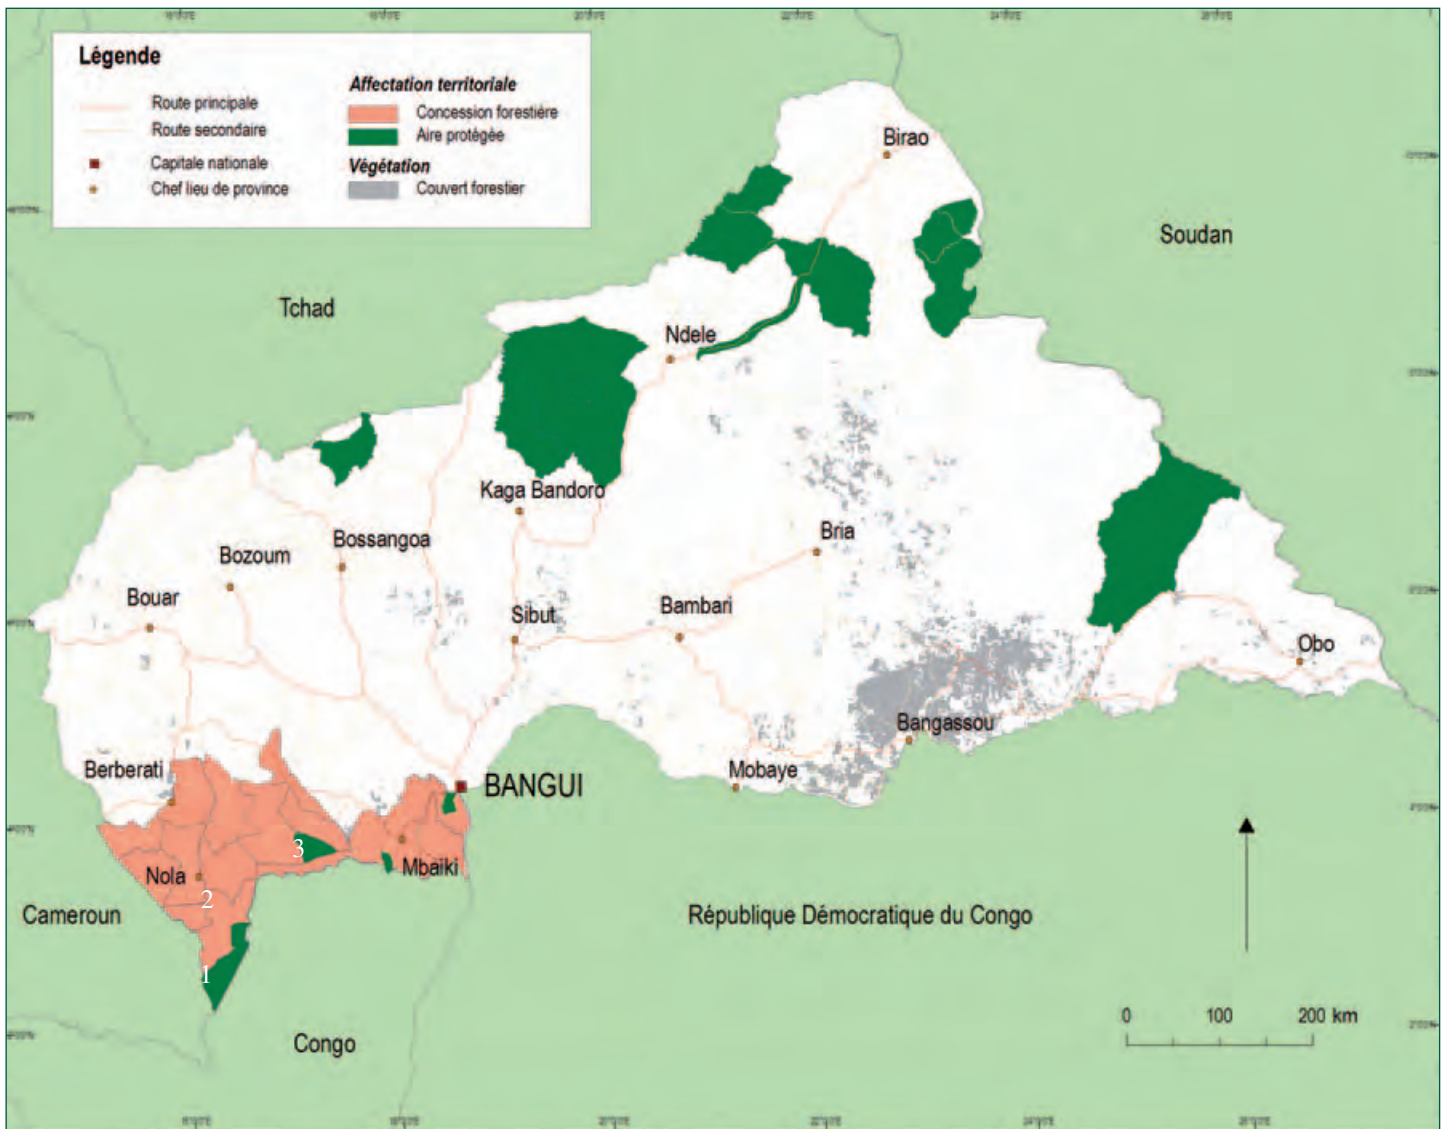 Légende
Route principale
Route secondaire
Capitale nationale
Chef lieu de province
Affectation territoriale
Concession forestière
Aire protégée
Végétation
Couvert forestier
Birao
Soudan
Tchad
Ndele
Kaga Bandoro
Bossangoa
Bria
Bozoum
Bouar
Sibut
Bambari
Obo
Bangassou
Berberati
BANGUI
Mobaye
3
Mbaïki
Nola
2
Cameroun
République Démocratique du Congo
1
Congo
0 100 200 km